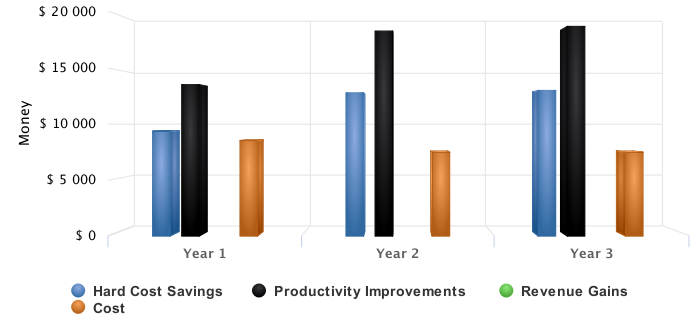 $ 20 000
$ 15 000
$ 10 000
$ 5 000
$ 0
Money
Year 1 Year 2 Year 3
Hard Cost Savings Productivity Improvements Revenue Gains
Cost